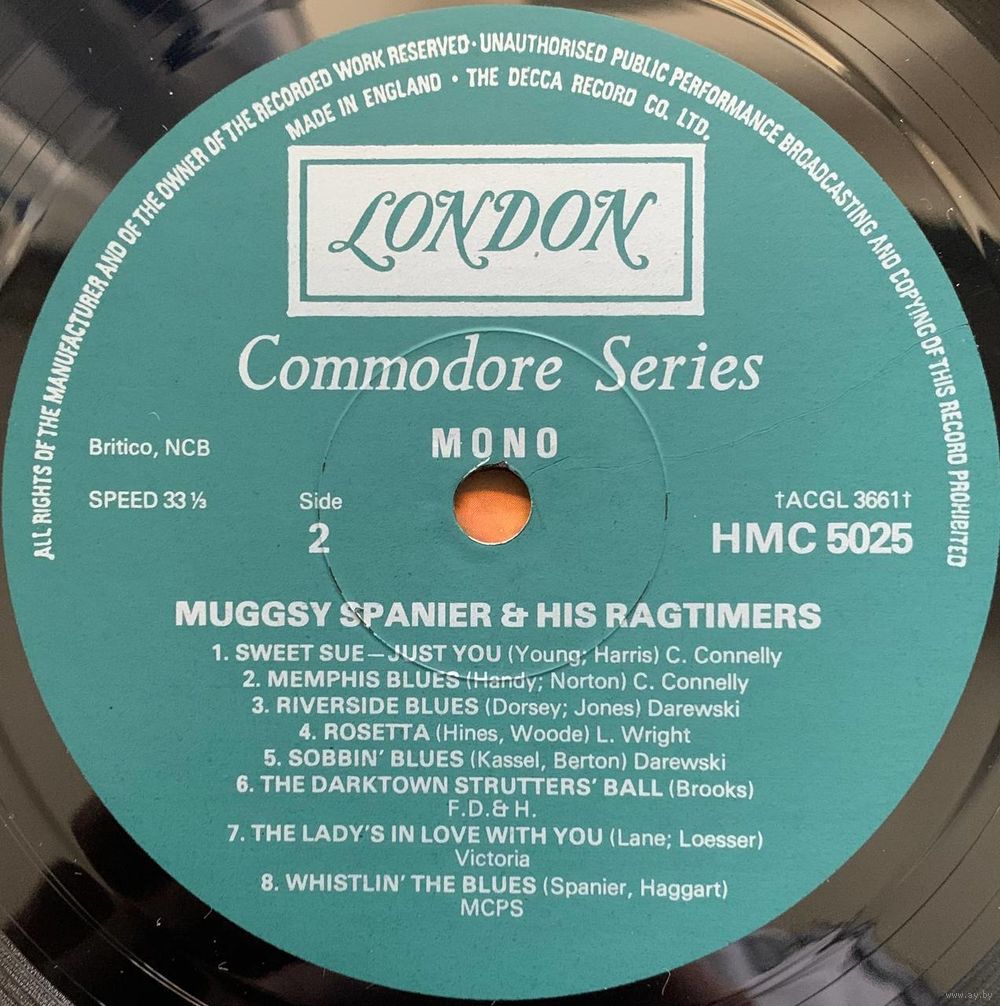 ALL RIGHTS OF THE MANUFACTURER AND OF THE OWNER OF THE RECORDED WORK RESERVED · UNAUTHORISED PUBLIC PERFORMANCE BROADCASTING AND COPYING OF THIS RECORD PROHIBITED
MADE IN ENGLAND · THE DECCA RECORD CO. LTD.
LONDON
Commodore Series
MONO
Britico, NCB
SPEED 33⅓
Side
2
†ACGL 3661†
HMC 5025
MUGGSY SPANIER & HIS RAGTIMERS
1. SWEET SUE—JUST YOU (Young; Harris) C. Connelly
2. MEMPHIS BLUES (Handy; Norton) C. Connelly
3. RIVERSIDE BLUES (Dorsey; Jones) Darewski
4. ROSETTA (Hines, Woode) L. Wright
5. SOBBIN' BLUES (Kassel, Berton) Darewski
6. THE DARKTOWN STRUTTERS' BALL (Brooks)
F.D.& H.
7. THE LADY'S IN LOVE WITH YOU (Lane; Loesser)
Victoria
8. WHISTLIN' THE BLUES (Spanier, Haggart)
MCPS
www.ay.by